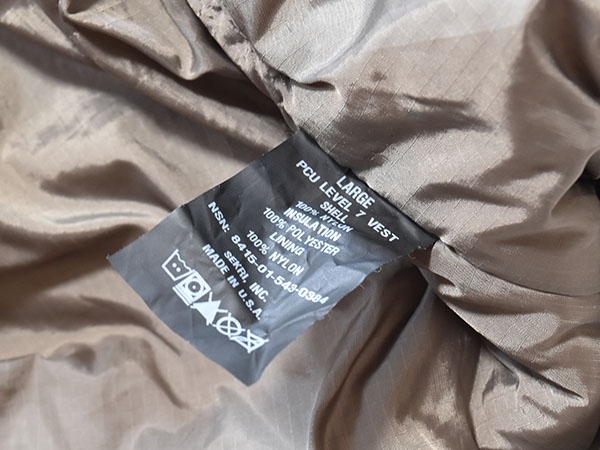 LARGE
PCU LEVEL 7 VEST
SHELL
100% NYLON
INSULATION
100% POLYESTER
LINING
100% NYLON
NSN: 8415-01-543-0384
SEKRI, INC.
MADE IN U.S.A.